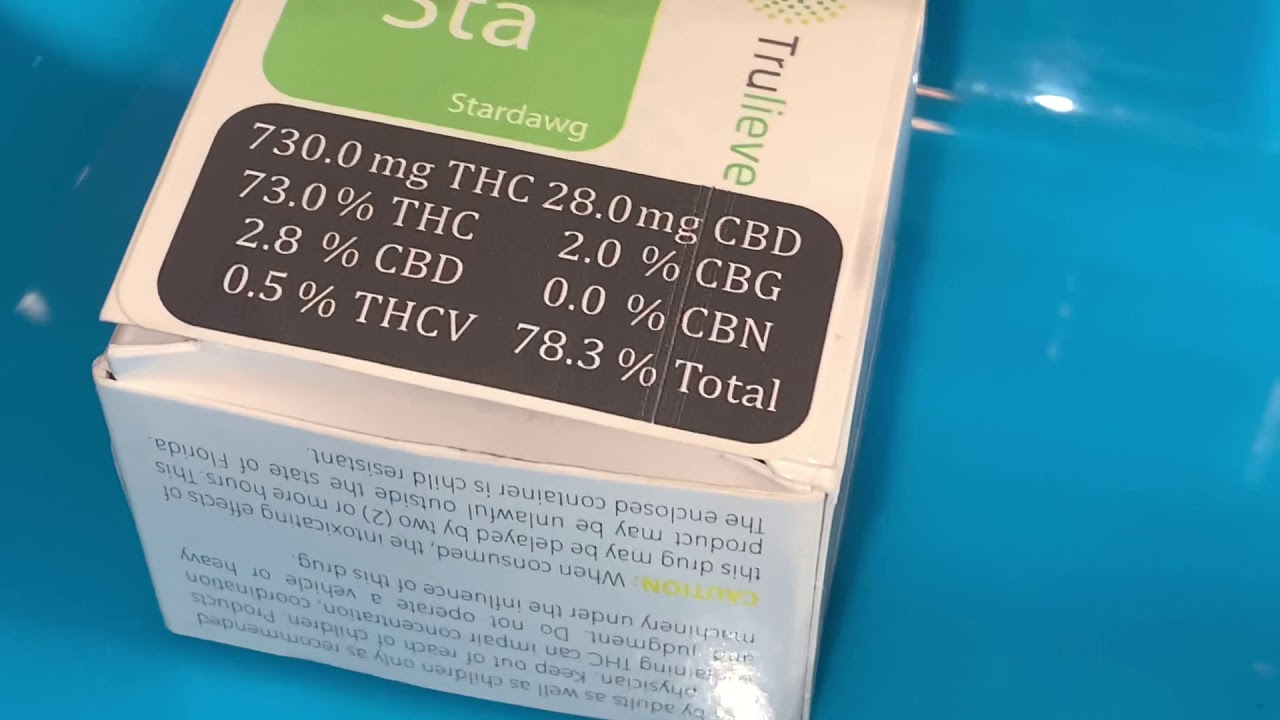 Sta
Stardawg
Trulieve
730.0 mg THC 28.0 mg CBD
73.0 % THC 2.0 % CBG
2.8 % CBD 0.0 % CBN
0.5 % THCV 78.3 % Total
by adults as well as children only as recommended
physician. Keep out of reach of children. Products
THC can impair concentration, coordination
and judgment. Do not operate a vehicle or heavy
machinery under the influence of this drug.
CAUTION: When consumed, the intoxicating effects of
this drug may be delayed by two (2) or more hours. This
product may be unlawful outside the state of Florida.
The enclosed container is child resistant.